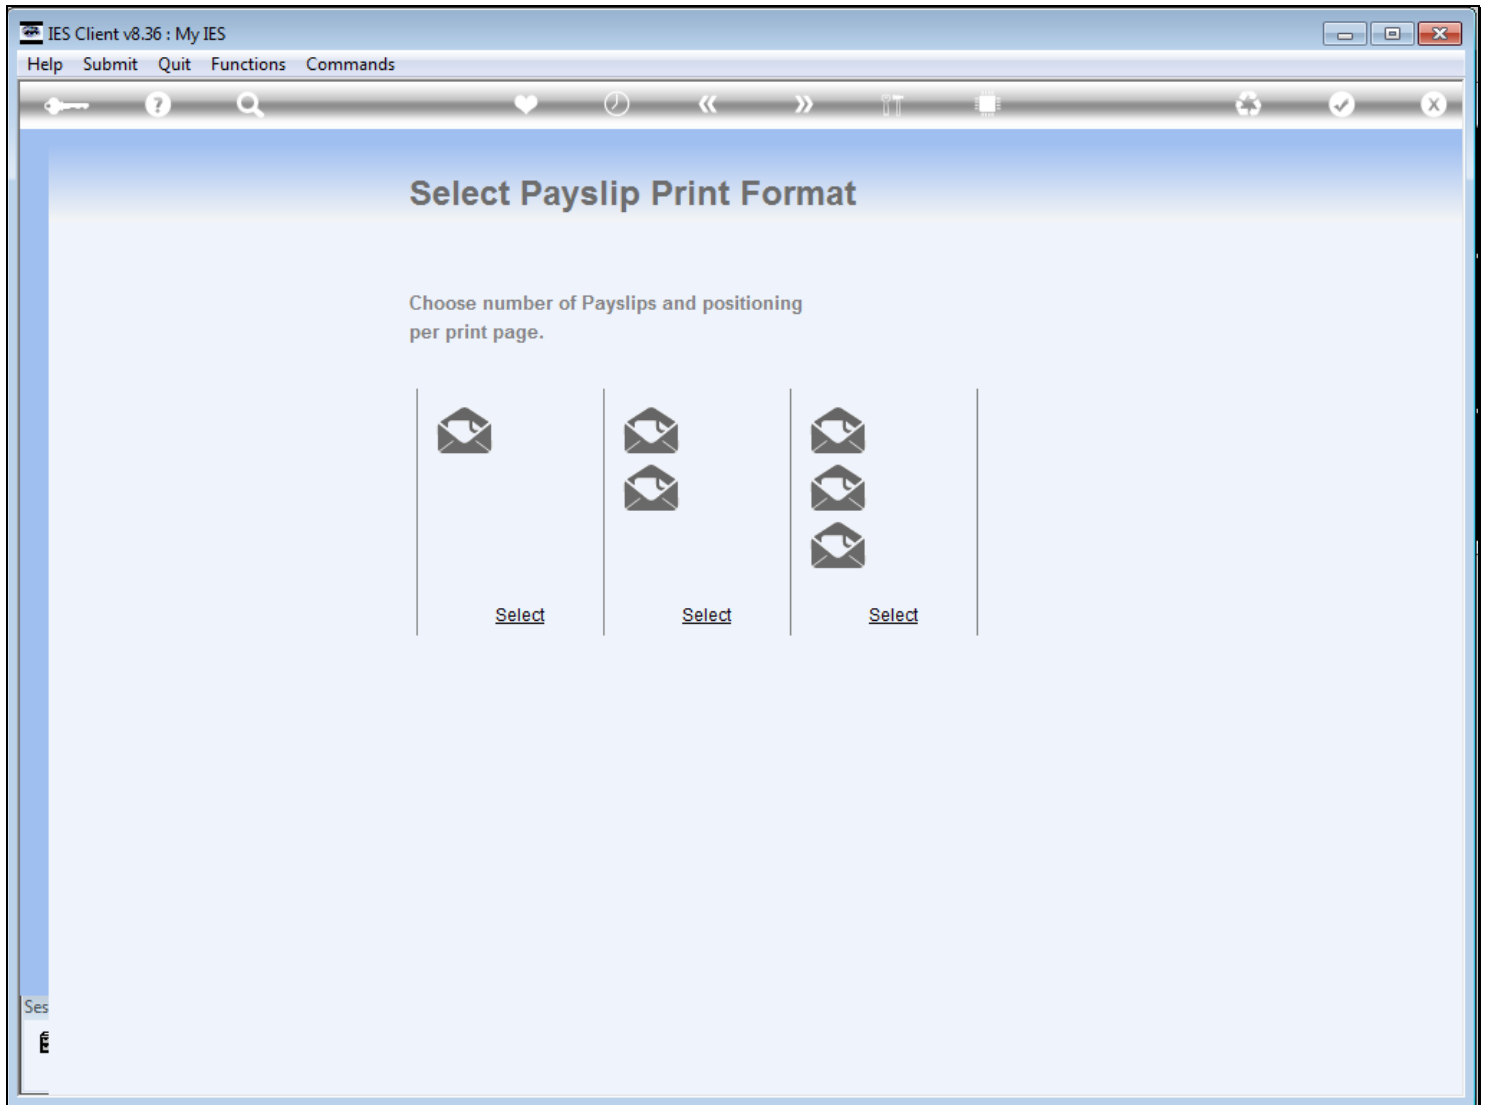 IES Client v8.36 : My IES
Help Submit Quit Functions Commands
Select Payslip Print Format
Choose number of Payslips and positioning
per print page.
Select Select Select
Ses